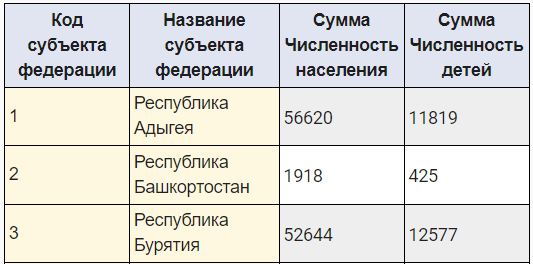 Код субъекта федерации
Название субъекта федерации
Сумма Численность населения
Сумма Численность детей
1
Республика Адыгея
56620
11819
2
Республика Башкортостан
1918
425
3
Республика Бурятия
52644
12577